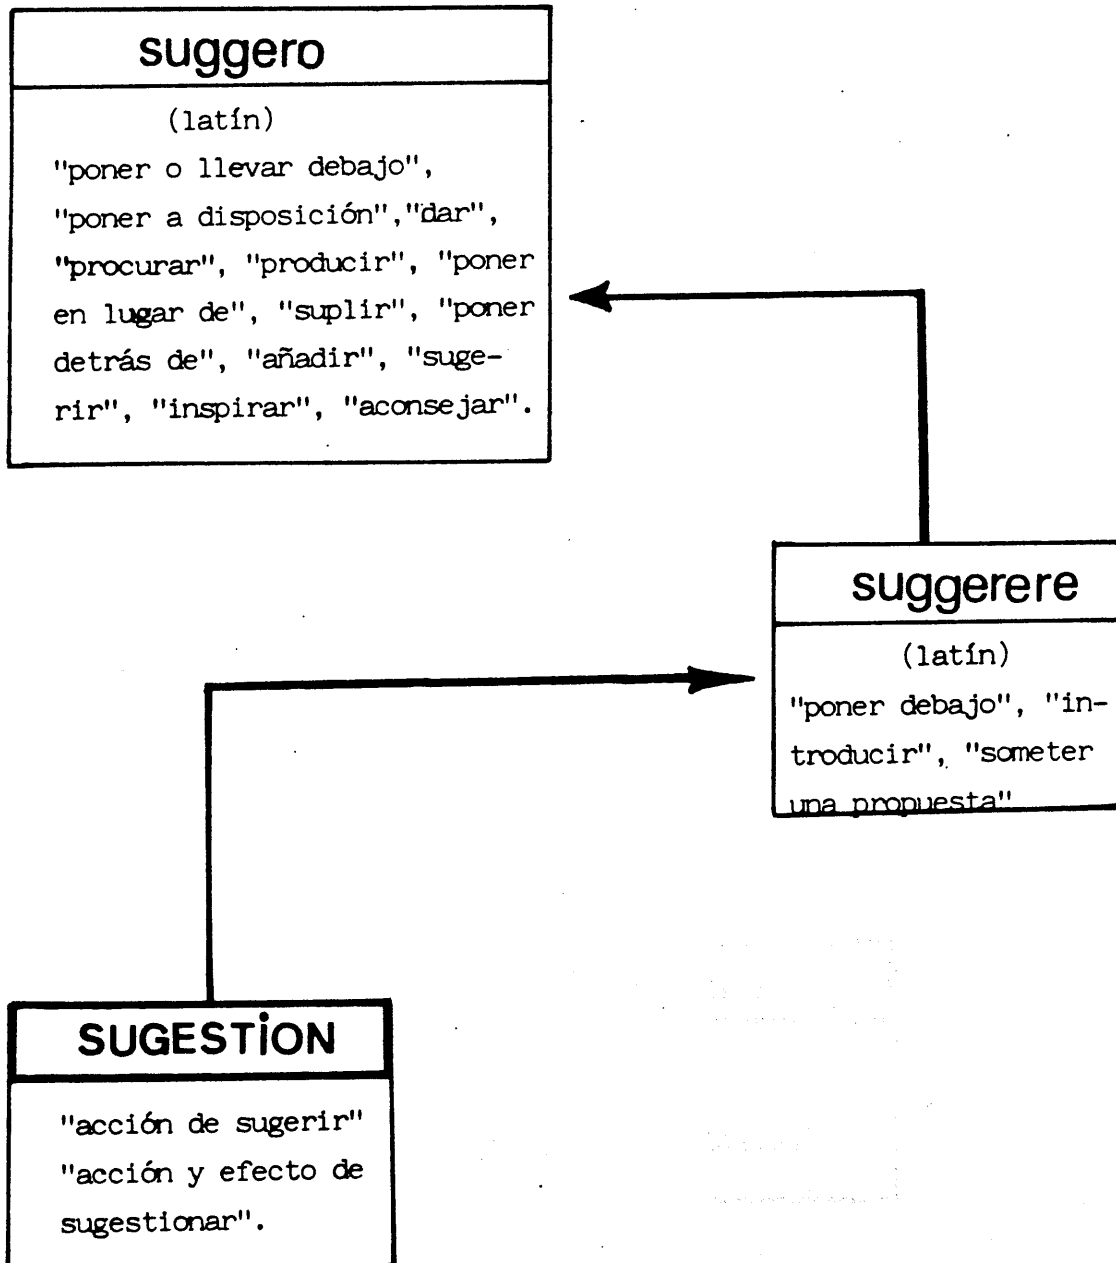 suggero
(latín)
"poner o llevar debajo",
"poner a disposición","dar",
"procurar", "producir", "poner
en lugar de", "suplir", "poner
detrás de", "añadir", "suge-
rir", "inspirar", "aconsejar".
suggerere
(latín)
"poner debajo", "in-
troducir", "someter
una propuesta"
SUGESTiON
"acción de sugerir"
"acción y efecto de
sugestionar".